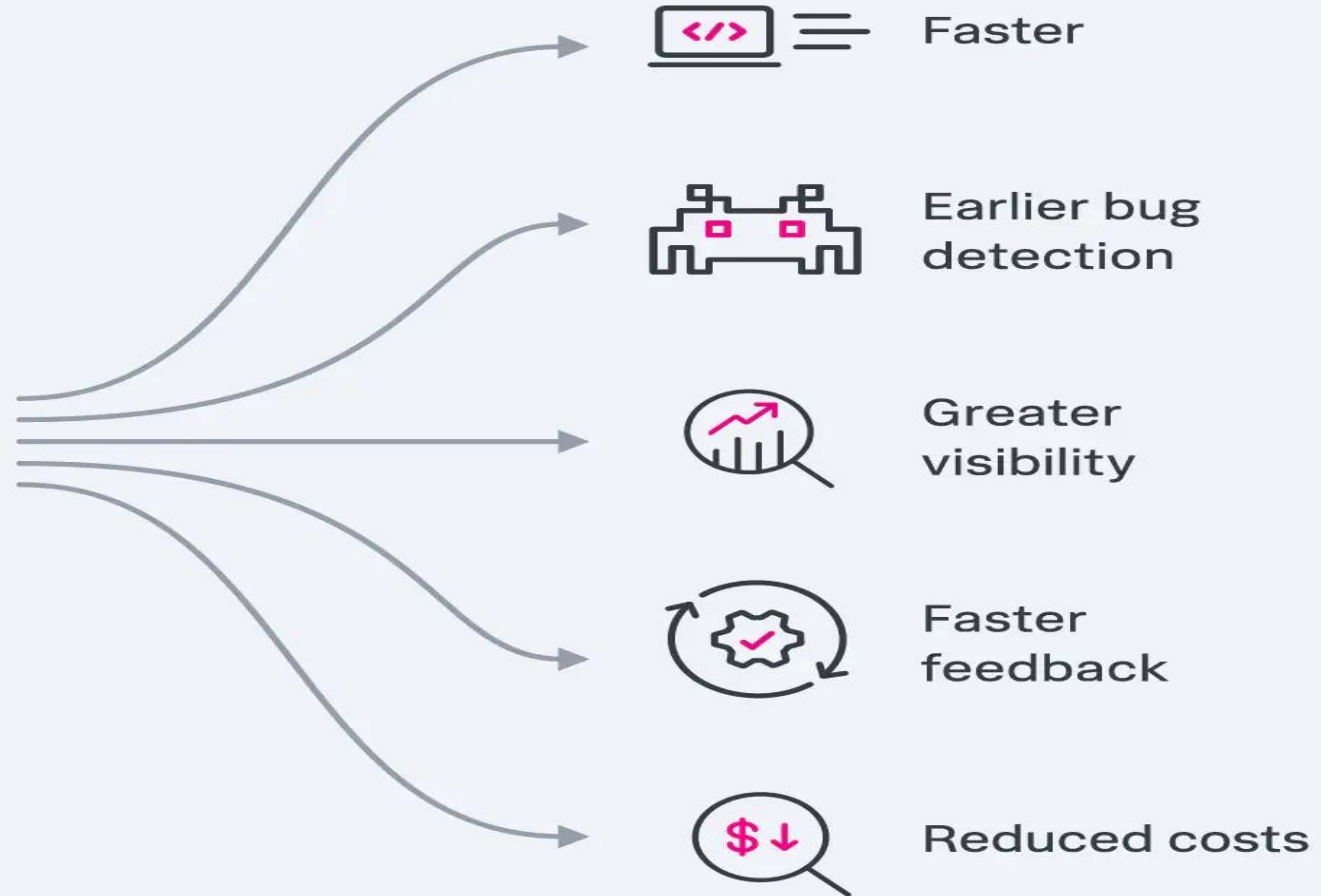 </>
Faster
Earlier bug
detection
Greater
visibility
Faster
feedback
$
Reduced costs